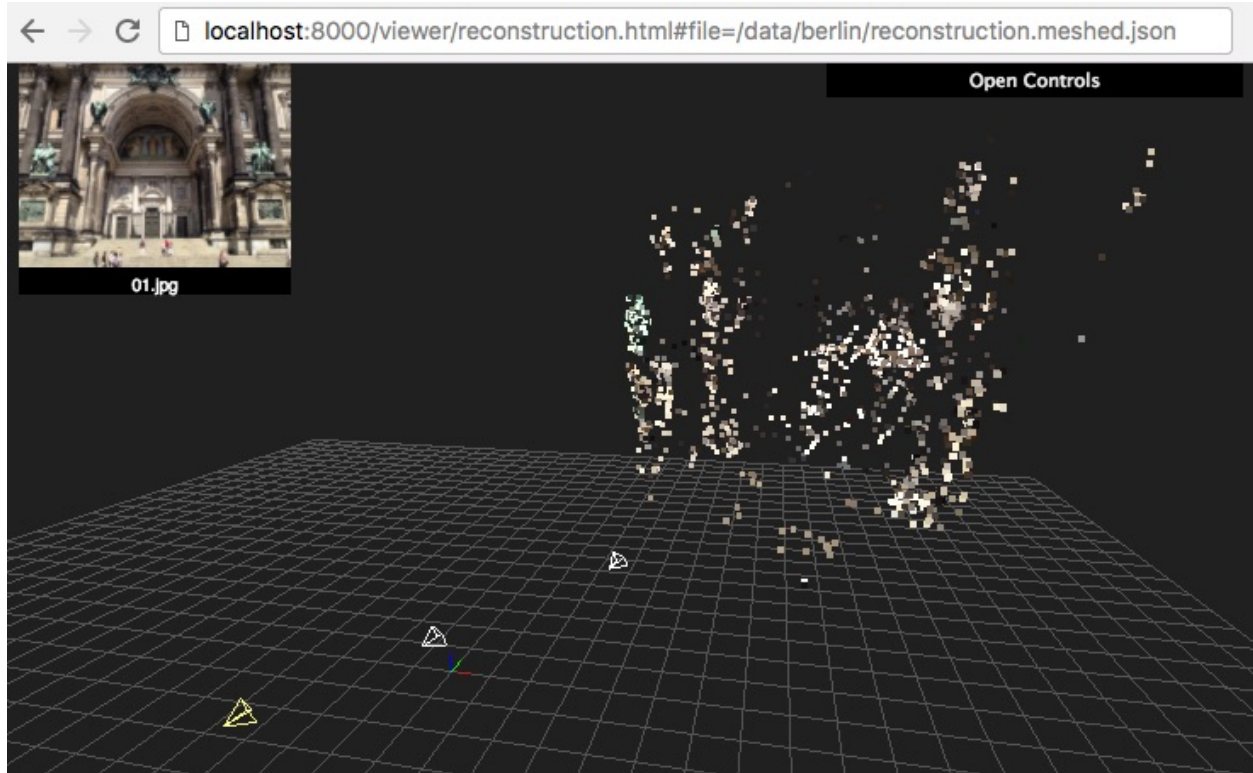 localhost:8000/viewer/reconstruction.html#file=/data/berlin/reconstruction.meshed.json
Open Controls
01.jpg